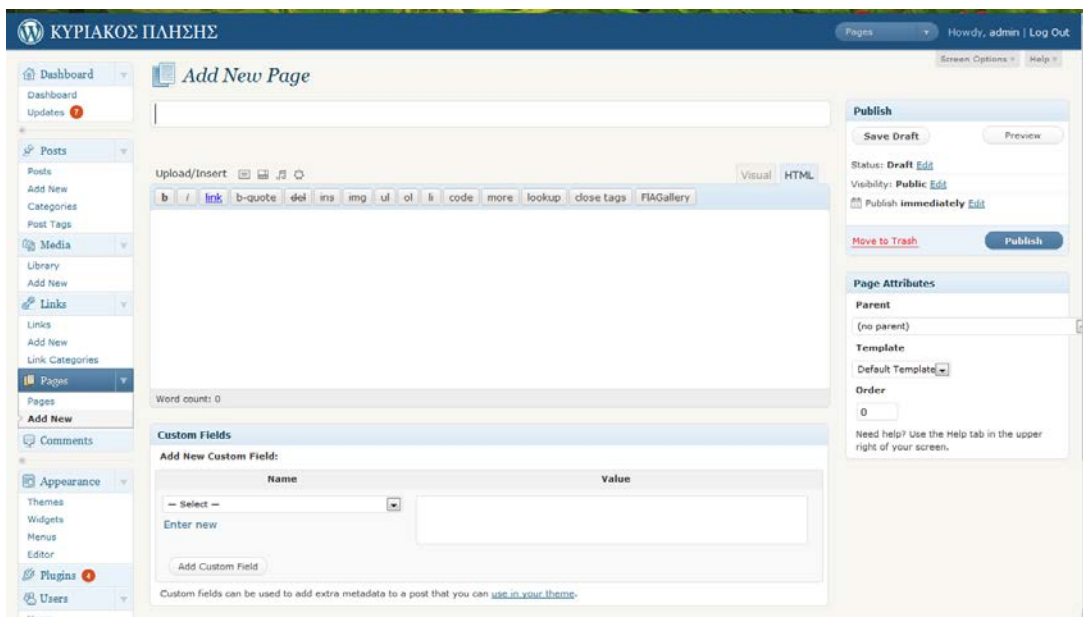 ΚΥΡΙΑΚΟΣ ΠΛΗΣΗΣ
Pages
Howdy, admin | Log Out
Screen Options
Help
Dashboard
Dashboard
Updates 7
Posts
Posts
Add New
Categories
Post Tags
Media
Library
Add New
Links
Links
Add New
Link Categories
Pages
Pages
Add New
Comments
Appearance
Themes
Widgets
Menus
Editor
Plugins 4
Users
Add New Page
Upload/Insert
Visual HTML
b i link b-quote del ins img ul ol li code more lookup close tags FlAGallery
Word count: 0
Custom Fields
Add New Custom Field:
Name Value
— Select —
Enter new
Add Custom Field
Custom fields can be used to add extra metadata to a post that you can use in your theme.
Publish
Save Draft Preview
Status: Draft Edit
Visibility: Public Edit
Publish immediately Edit
Move to Trash Publish
Page Attributes
Parent
(no parent)
Template
Default Template
Order
0
Need help? Use the Help tab in the upper
right of your screen.